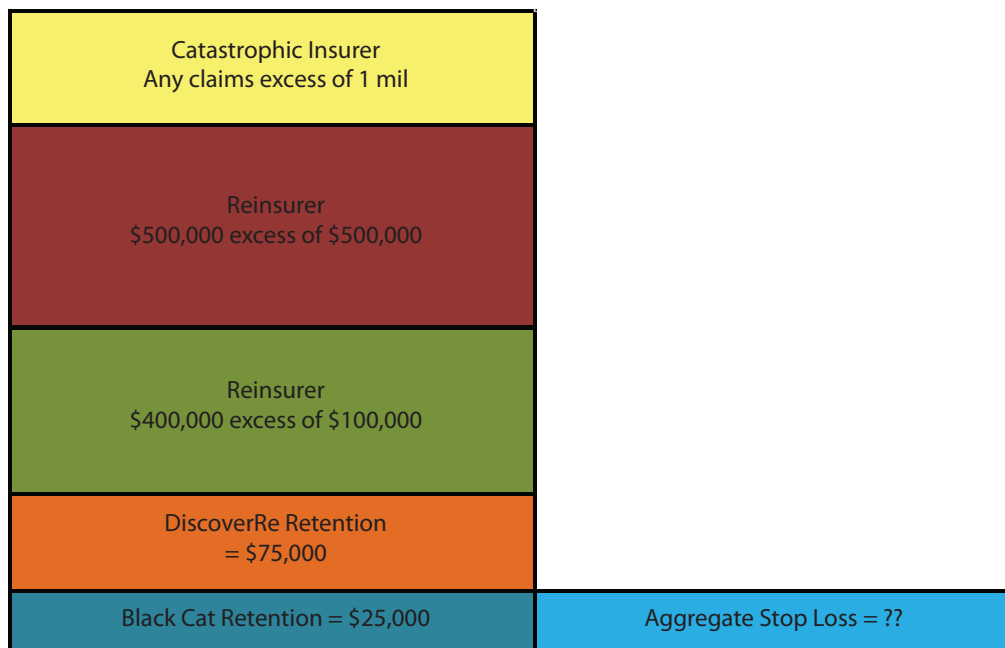 Catastrophic Insurer
Any claims excess of 1 mil
Reinsurer
$500,000 excess of $500,000
Reinsurer
$400,000 excess of $100,000
DiscoverRe Retention
= $75,000
Black Cat Retention = $25,000
Aggregate Stop Loss = ??